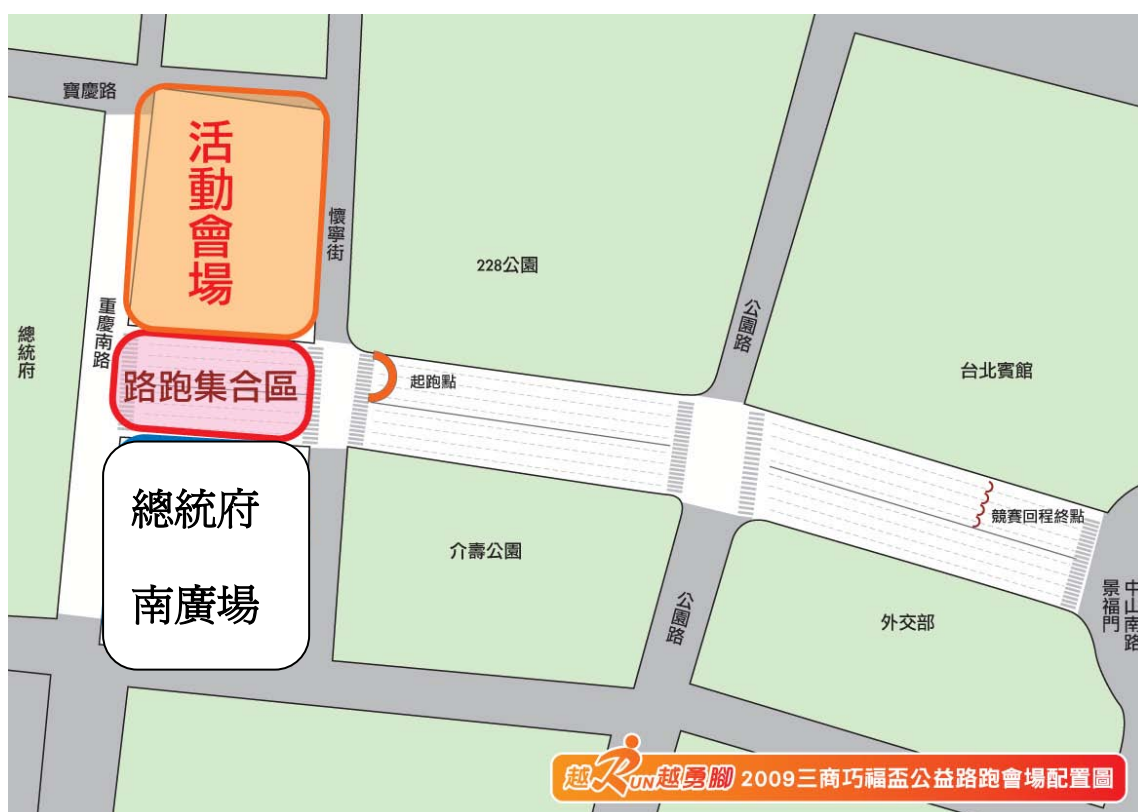 寶慶路
活動會場
懷寧街
228公園
公園路
重慶南路
總統府
路跑集合區
起跑點
台北賓館
總統府
南廣場
介壽公園
競賽回程終點
公園路
外交部
中山南路
景福門
越RUN越勇腳 2009三商巧福盃公益路跑會場配置圖